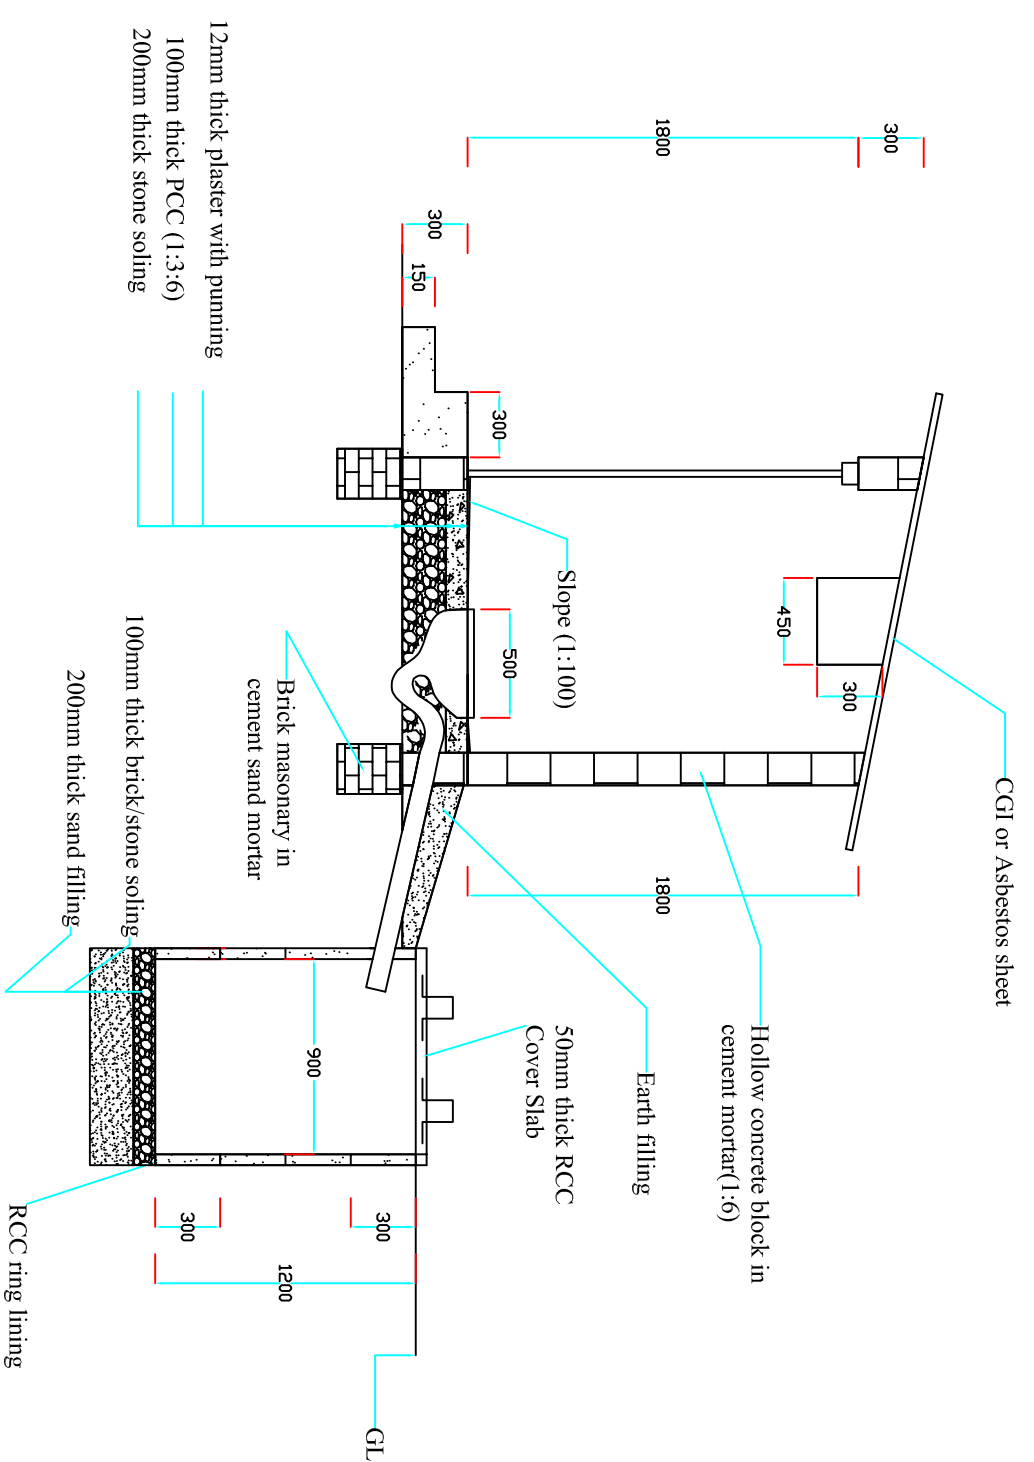 CGI or Asbestos sheet
300
1800
450
300
300
150
300
500
Slope (1:100)
1800
Hollow concrete block in
cement mortar(1:6)
Earth filling
50mm thick RCC
Cover Slab
12mm thick plaster with punning
100mm thick PCC (1:3:6)
200mm thick stone soling
Brick masonary in
cement sand mortar
100mm thick brick/stone soling
200mm thick sand filling
900
300
300
1200
GL
RCC ring lining